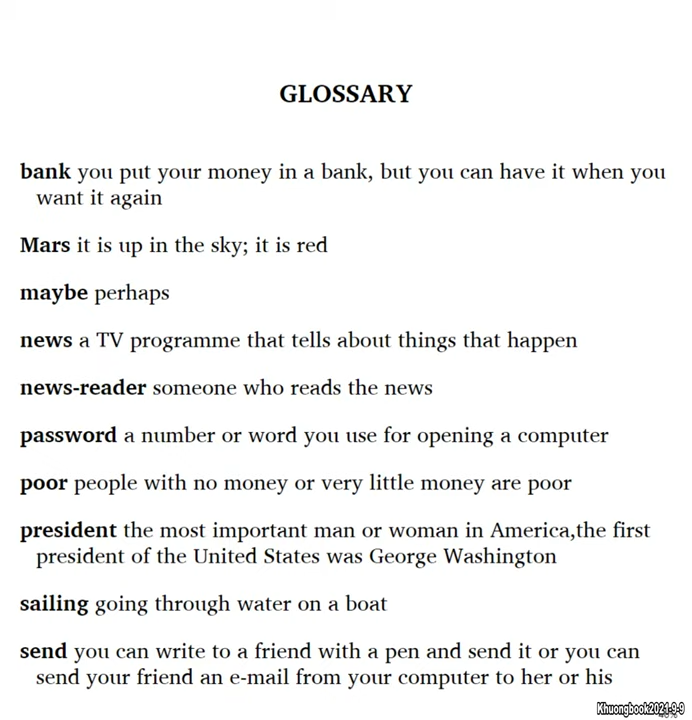 GLOSSARY
bank you put your money in a bank, but you can have it when you
want it again
Mars it is up in the sky; it is red
maybe perhaps
news a TV programme that tells about things that happen
news-reader someone who reads the news
password a number or word you use for opening a computer
poor people with no money or very little money are poor
president the most important man or woman in America,the first
president of the United States was George Washington
sailing going through water on a boat
send you can write to a friend with a pen and send it or you can
send your friend an e-mail from your computer to her or his
Khuongbook2021-9-9